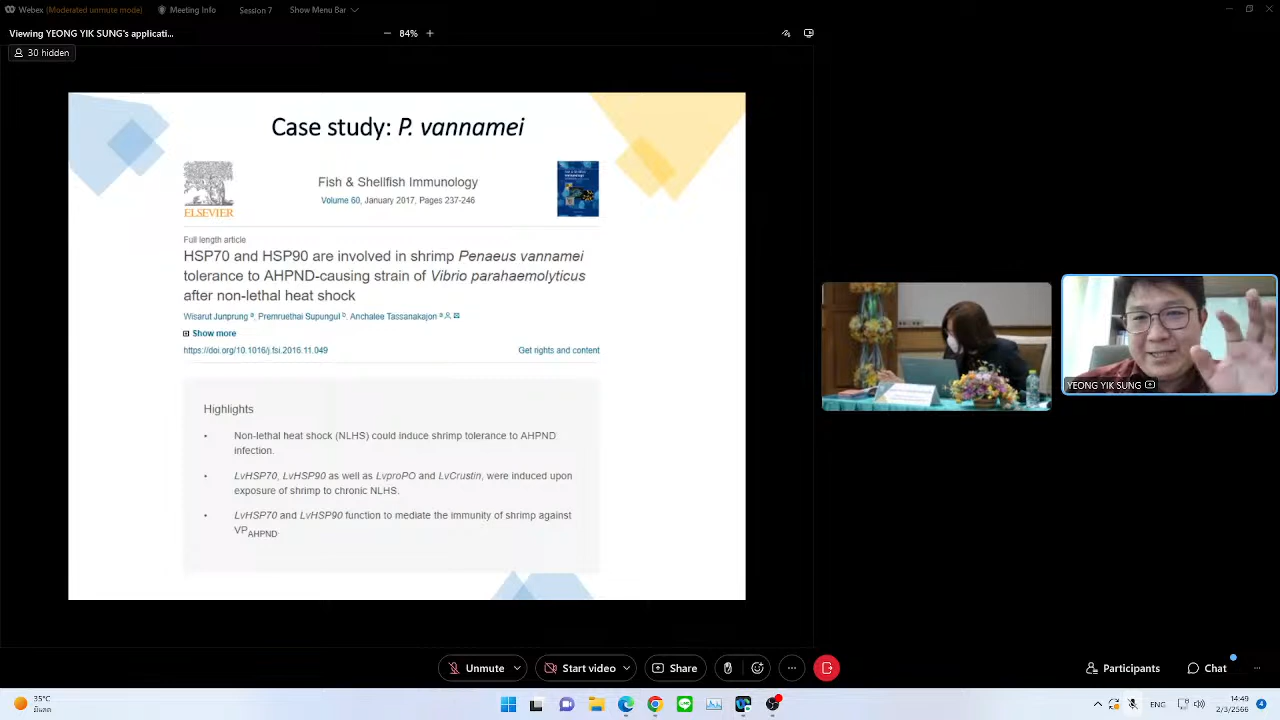 Webex (Moderated unmute mode) Meeting Info Session 7 Show Menu Bar
Viewing YEONG YIK SUNG's applicati... − 84% +
30 hidden
Case study: P. vannamei
ELSEVIER
Fish & Shellfish Immunology
Volume 60, January 2017, Pages 237-246
Full length article
HSP70 and HSP90 are involved in shrimp Penaeus vannamei
tolerance to AHPND-causing strain of Vibrio parahaemolyticus
after non-lethal heat shock
Wisarut Junprung a, Premruethai Supungul b, Anchalee Tassanakajon a
Show more
https://doi.org/10.1016/j.fsi.2016.11.049 Get rights and content
Highlights
• Non-lethal heat shock (NLHS) could induce shrimp tolerance to AHPND
infection.
• LvHSP70, LvHSP90 as well as LvproPO and LvCrustin, were induced upon
exposure of shrimp to chronic NLHS.
• LvHSP70 and LvHSP90 function to mediate the immunity of shrimp against
VPAHPND.
YEONG YIK SUNG
Unmute Start video Share ... Participants Chat ...
35°C
ENG 14:49
2/2/2566 4